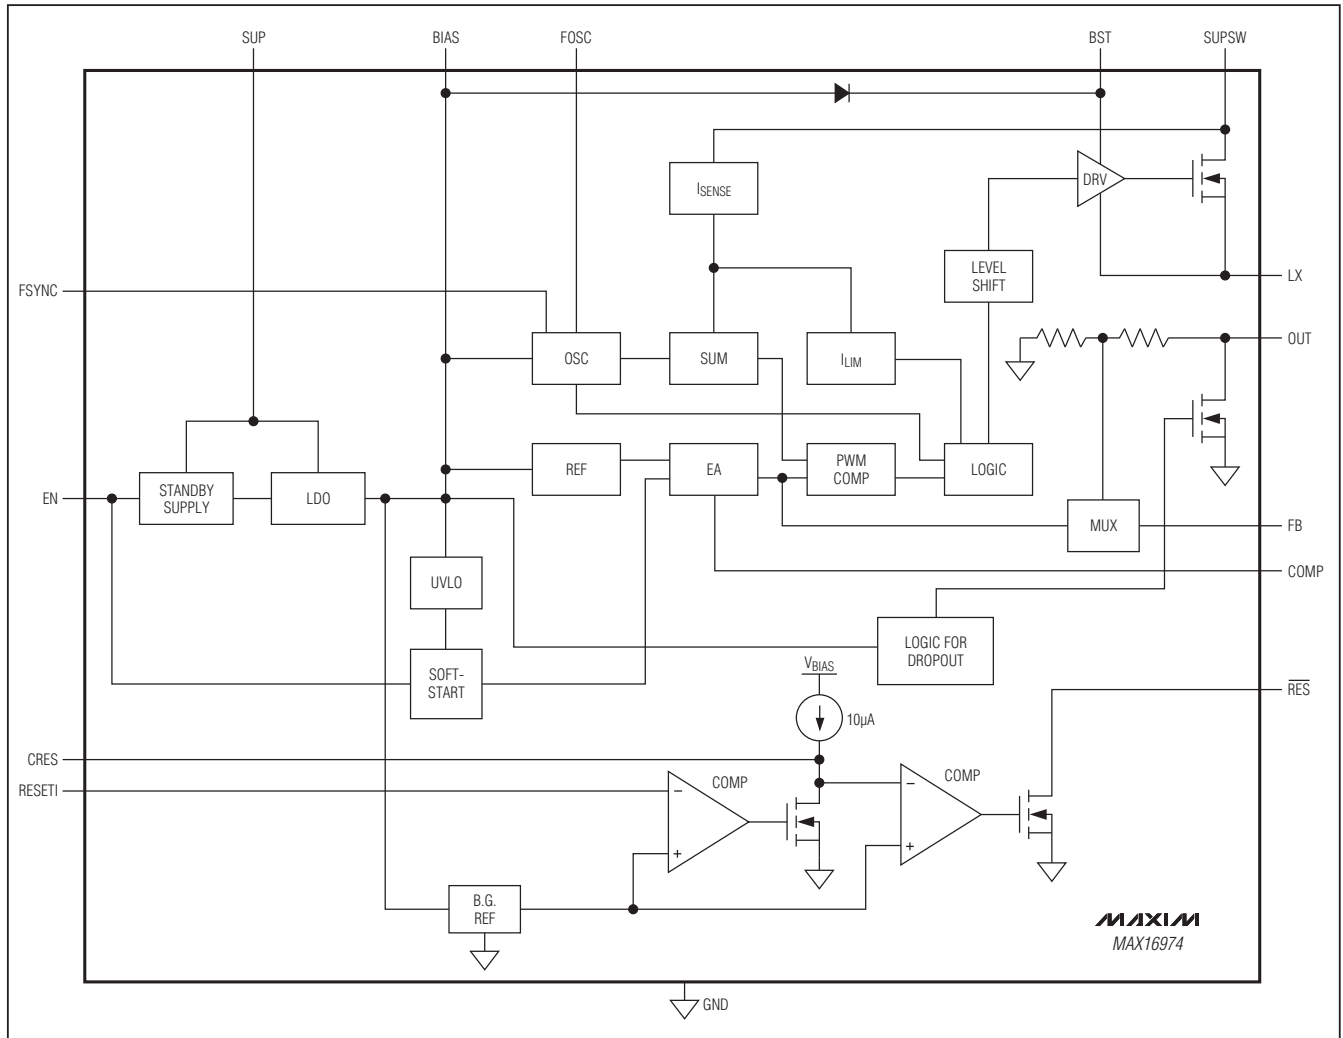 SUP
BIAS
FOSC
BST
SUPSW
ISENSE
DRV
LEVEL
SHIFT
LX
FSYNC
OSC
SUM
ILIM
OUT
REF
EA
PWM
COMP
LOGIC
EN
STANDBY
SUPPLY
LDO
MUX
FB
COMP
UVLO
SOFT-
START
LOGIC FOR
DROPOUT
VBIAS
10µA
RES
CRES
RESETI
COMP
COMP
−
+
−
+
B.G.
REF
MAXIM
MAX16974
GND